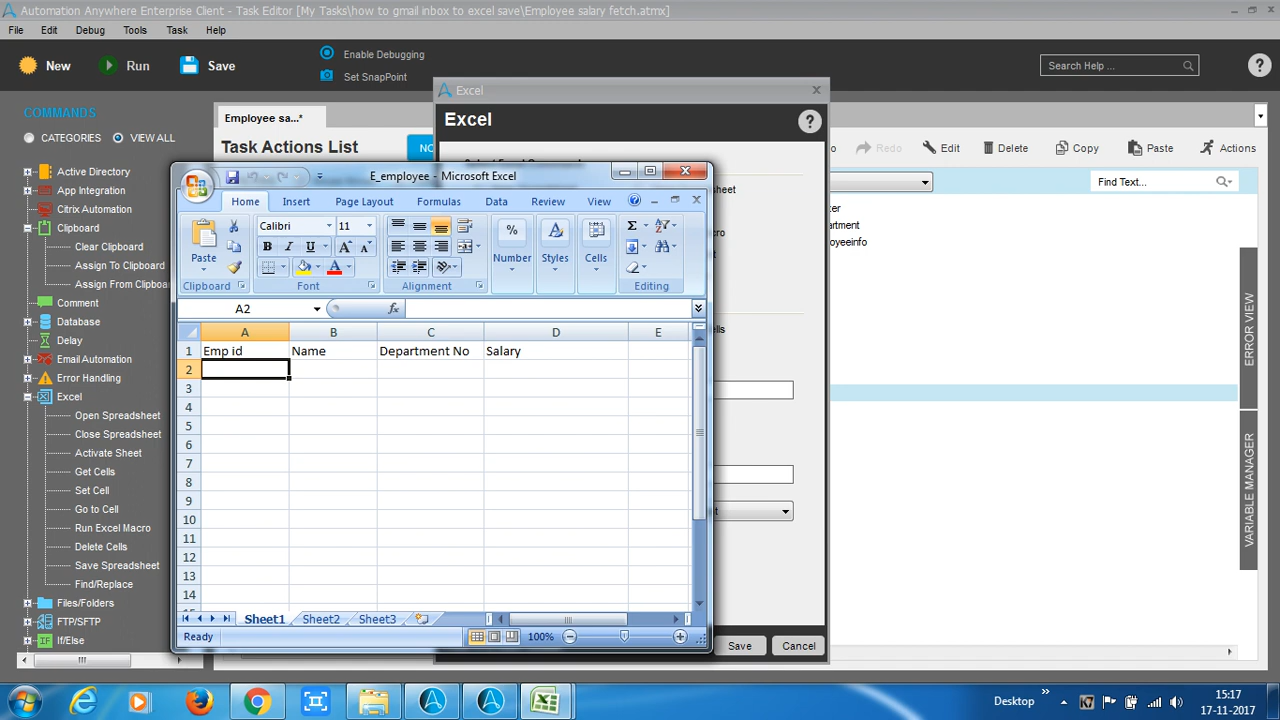 Automation Anywhere Enterprise Client - Task Editor [My Tasks\how to gmail inbox to excel save\Employee salary fetch.atmx]
File Edit Debug Tools Task Help
New Run Save
Enable Debugging
Set SnapPoint
Search Help ...
Excel
Excel
COMMANDS
CATEGORIES VIEW ALL
Employee sa...*
Task Actions List
Redo Edit Delete Copy Paste Actions
Find Text...
Active Directory
App Integration
Citrix Automation
Clipboard
Clear Clipboard
Assign To Clipboard
Assign From Clipboa
Comment
Database
Delay
Email Automation
Error Handling
Excel
Open Spreadsheet
Close Spreadsheet
Activate Sheet
Get Cells
Set Cell
Go to Cell
Run Excel Macro
Delete Cells
Save Spreadsheet
Find/Replace
Files/Folders
FTP/SFTP
If/Else
E_employee - Microsoft Excel
Home Insert Page Layout Formulas Data Review View
Calibri 11
B I U A A
Paste Number Styles Cells
Clipboard Font Alignment Editing
A2 fx
A B C D E
1 Emp id Name Department No Salary
2
3
4
5
6
7
8
9
10
11
12
13
14
Sheet1 Sheet2 Sheet3
Ready 100%
Save Cancel
ERROR VIEW
VARIABLE MANAGER
Desktop
15:17
17-11-2017